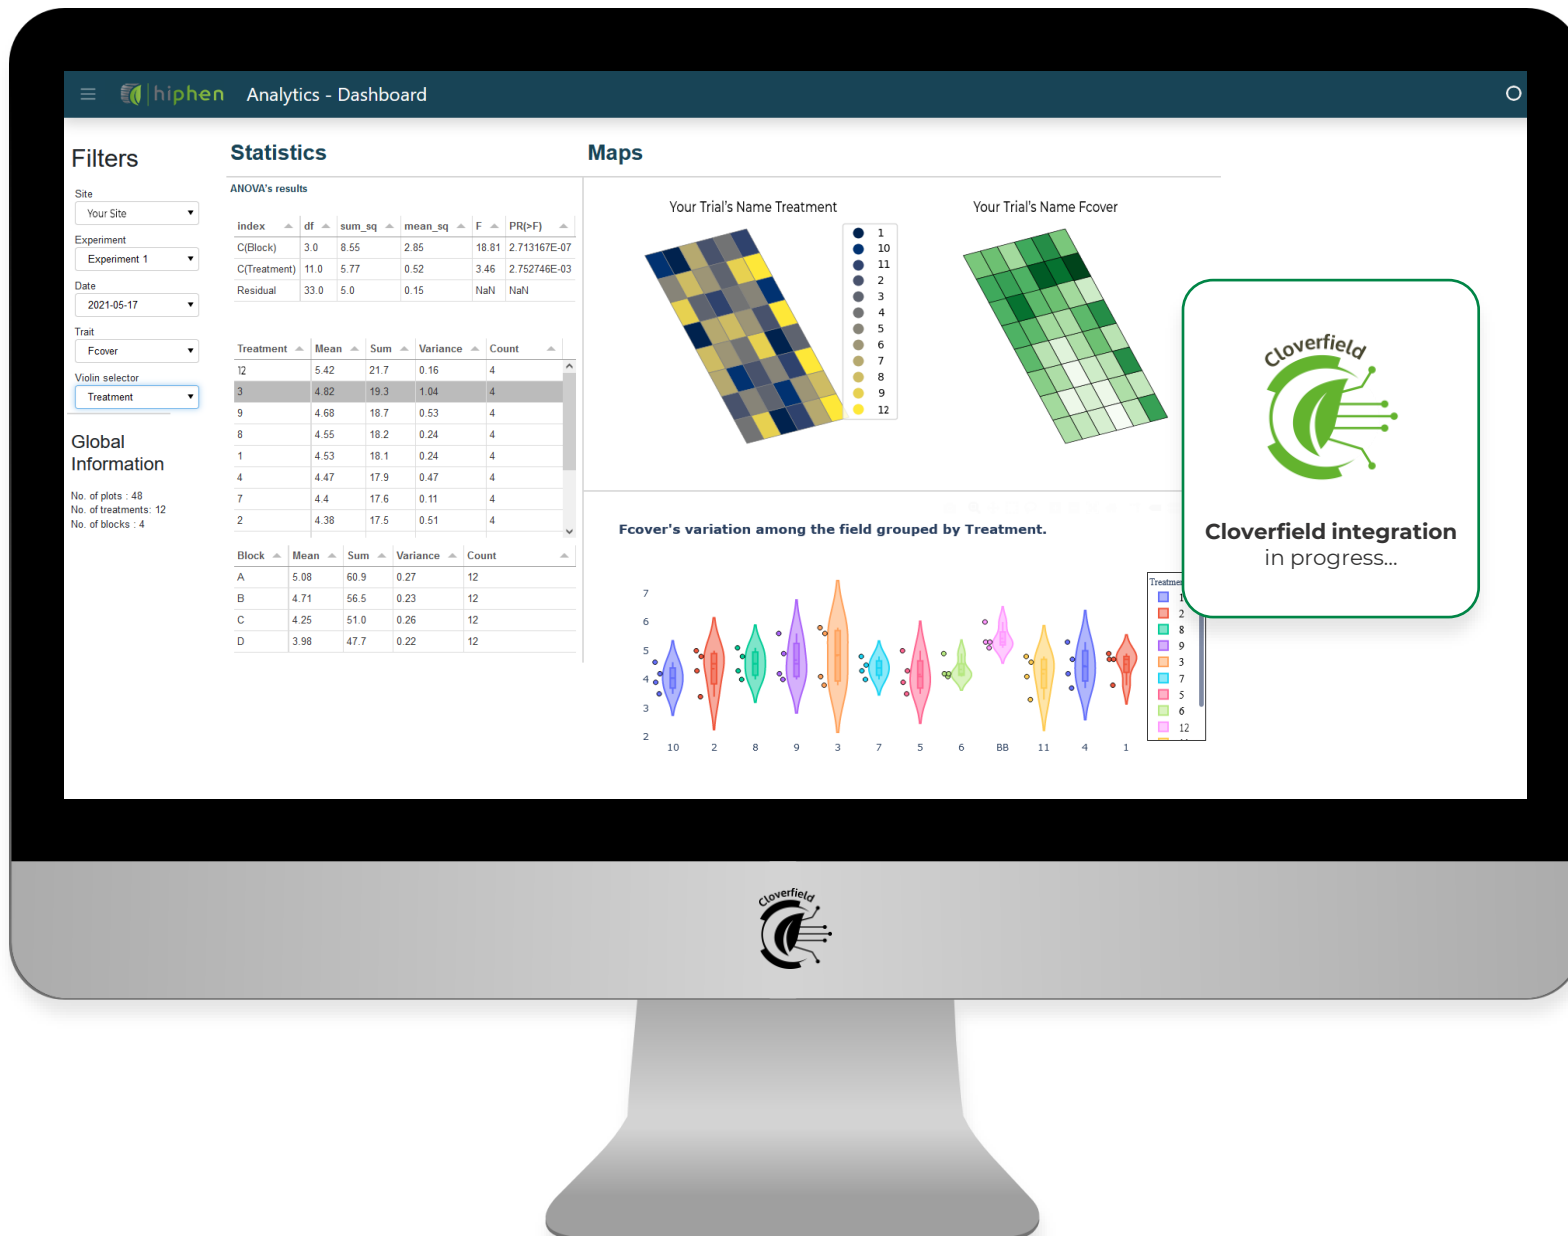 hiphen
Analytics - Dashboard
Filters
Site
Your Site
Experiment
Experiment 1
Date
2021-05-17
Trait
Fcover
Violin selector
Treatment
Global
Information
No. of plots : 48
No. of treatments: 12
No. of blocks : 4
Statistics
ANOVA's results
index df sum_sq mean_sq F PR(>F)
C(Block) 3.0 8.55 2.85 18.81 2.713167E-07
C(Treatment) 11.0 5.77 0.52 3.46 2.752746E-03
Residual 33.0 5.0 0.15 NaN NaN
Treatment Mean Sum Variance Count
12 5.42 21.7 0.16 4
3 4.82 19.3 1.04 4
9 4.68 18.7 0.53 4
8 4.55 18.2 0.24 4
1 4.53 18.1 0.24 4
4 4.47 17.9 0.47 4
7 4.4 17.6 0.11 4
2 4.38 17.5 0.51 4
Block Mean Sum Variance Count
A 5.08 60.9 0.27 12
B 4.71 56.5 0.23 12
C 4.25 51.0 0.26 12
D 3.98 47.7 0.22 12
Maps
Your Trial's Name Treatment
1
10
11
2
3
4
5
6
7
8
9
12
Your Trial's Name Fcover
Fcover's variation among the field grouped by Treatment.
7
6
5
4
3
2
10 2 8 9 3 7 5 6 BB 11 4 1
1
2
8
9
3
7
5
6
12
Cloverfield
Cloverfield integration
in progress...
Cloverfield